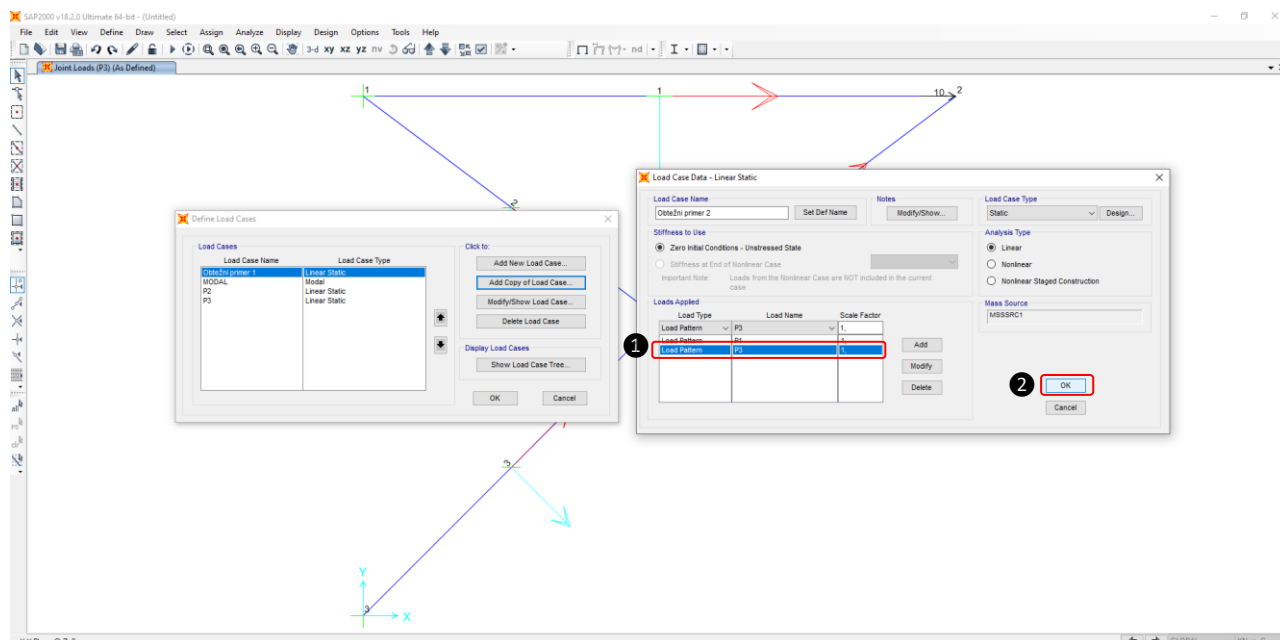 SAP2000 v18.2.0 Ultimate 64-bit - (Untitled)
File Edit View Define Draw Select Assign Analyze Display Design Options Tools Help
3-d xy xz yz nv
nd
Joint Loads (P3) (As Defined)
1
1
10.
2
2
3
3
Y
X
Define Load Cases
Load Cases
Load Case Name Load Case Type
Obtežni primer 1 Linear Static
MODAL Modal
P2 Linear Static
P3 Linear Static
Click to:
Add New Load Case...
Add Copy of Load Case...
Modify/Show Load Case...
Delete Load Case
Display Load Cases
Show Load Case Tree...
OK Cancel
Load Case Data - Linear Static
Load Case Name
Obtežni primer 2
Set Def Name
Notes
Modify/Show...
Load Case Type
Static
Design...
Stiffness to Use
Zero Initial Conditions - Unstressed State
Stiffness at End of Nonlinear Case
Important Note: Loads from the Nonlinear Case are NOT included in the current
case
Analysis Type
Linear
Nonlinear
Nonlinear Staged Construction
Loads Applied
Load Type Load Name Scale Factor
Load Pattern P3 1,
Load Pattern P1 1,
Load Pattern P3 1,
Add
Modify
Delete
Mass Source
MSSSRC1
1
2
OK
Cancel